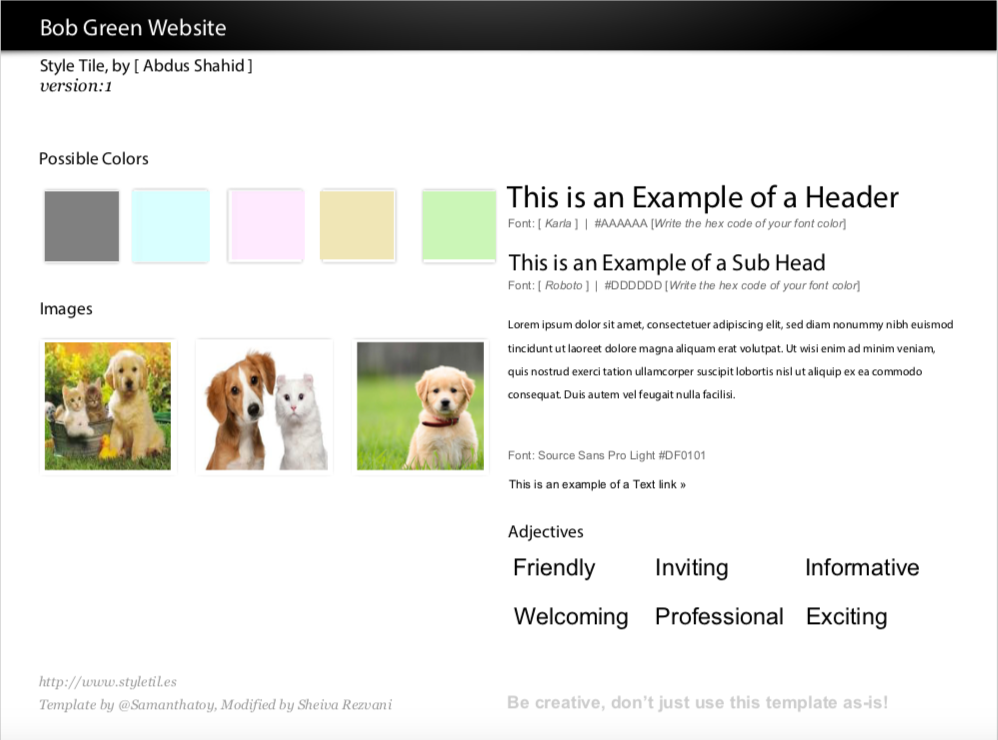 Bob Green Website
Style Tile, by [ Abdus Shahid ]
version:1
Possible Colors
Images
This is an Example of a Header
Font: [ Karla ] | #AAAAAA [Write the hex code of your font color]
This is an Example of a Sub Head
Font: [ Roboto ] | #DDDDDD [Write the hex code of your font color]
Lorem ipsum dolor sit amet, consectetuer adipiscing elit, sed diam nonummy nibh euismod
tincidunt ut laoreet dolore magna aliquam erat volutpat. Ut wisi enim ad minim veniam,
quis nostrud exerci tation ullamcorper suscipit lobortis nisl ut aliquip ex ea commodo
consequat. Duis autem vel feugait nulla facilisi.
Font: Source Sans Pro Light #DF0101
This is an example of a Text link »
Adjectives
Friendly Inviting Informative
Welcoming Professional Exciting
http://www.styletil.es
Template by @Samanthatoy, Modified by Sheiva Rezvani
Be creative, don't just use this template as-is!